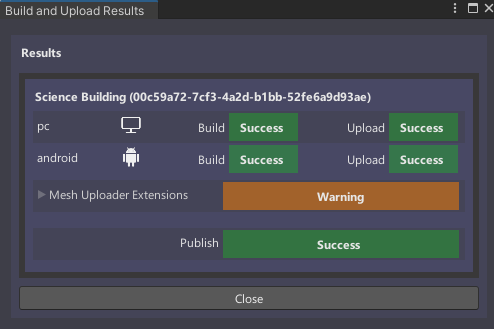 Build and Upload Results
Results
Science Building (00c59a72-7cf3-4a2d-b1bb-52fe6a9d93ae)
pc Build Success Upload Success
android Build Success Upload Success
Mesh Uploader Extensions Warning
Publish Success
Close